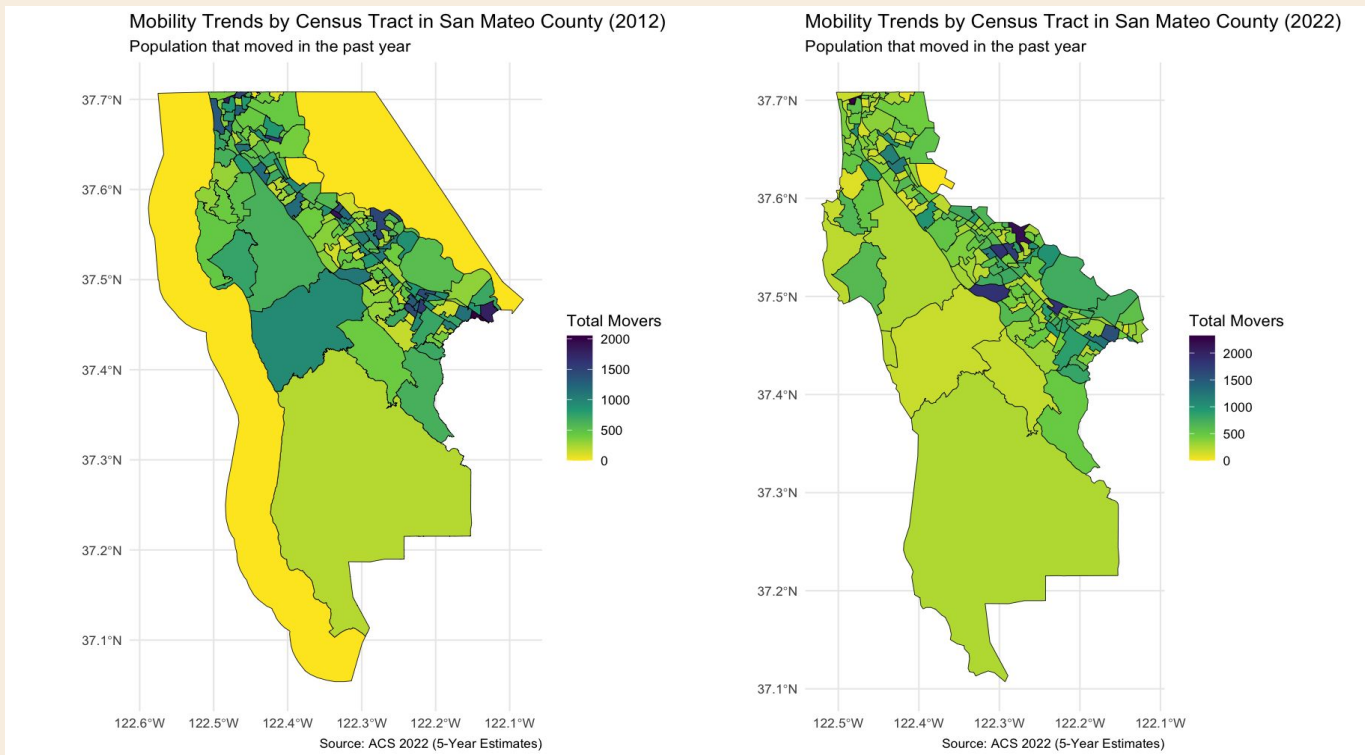 Mobility Trends by Census Tract in San Mateo County (2012)
Population that moved in the past year
37.7°N
37.6°N
37.5°N
37.4°N
37.3°N
37.2°N
37.1°N
122.6°W 122.5°W 122.4°W 122.3°W 122.2°W 122.1°W
Total Movers
2000
1500
1000
500
0
Source: ACS 2022 (5-Year Estimates)
Mobility Trends by Census Tract in San Mateo County (2022)
Population that moved in the past year
37.7°N
37.6°N
37.5°N
37.4°N
37.3°N
37.2°N
37.1°N
122.5°W 122.4°W 122.3°W 122.2°W 122.1°W
Total Movers
2000
1500
1000
500
0
Source: ACS 2022 (5-Year Estimates)